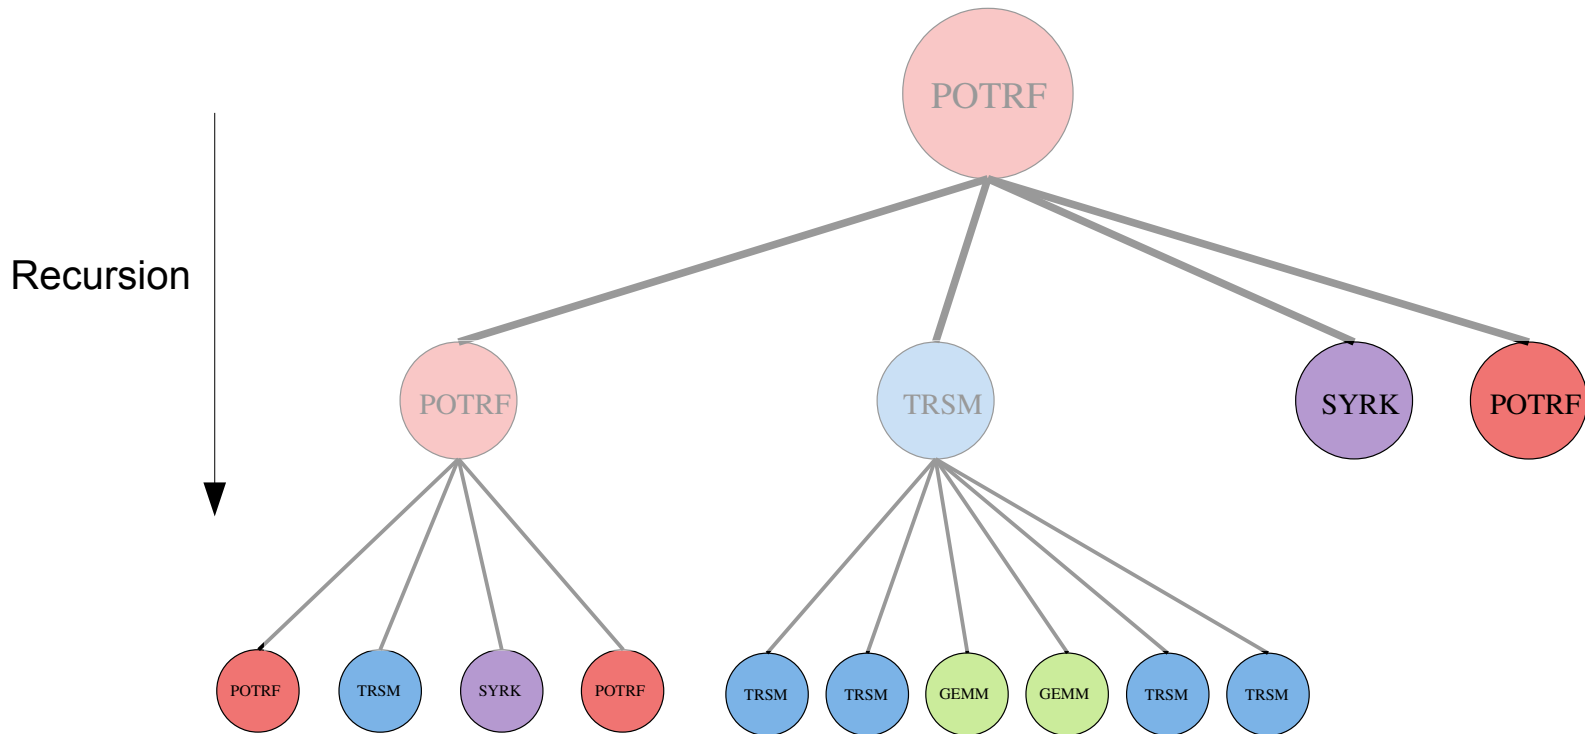 POTRF
Recursion
POTRF
TRSM
SYRK
POTRF
POTRF
TRSM
SYRK
POTRF
TRSM
TRSM
GEMM
GEMM
TRSM
TRSM